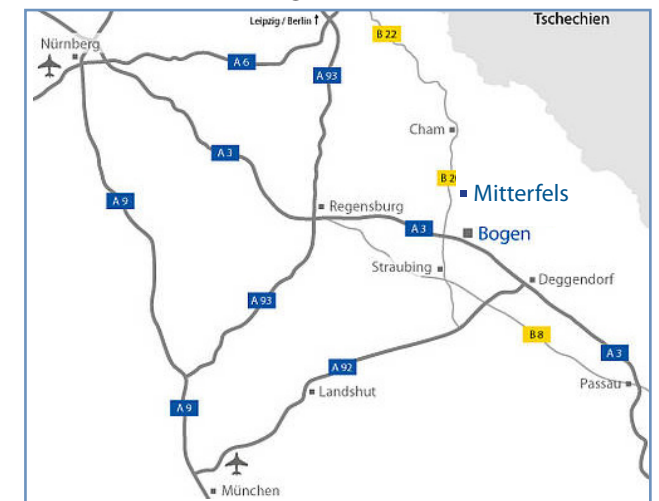 Leipzig / Berlin
Tschechien
B 22
Nürnberg
A 6
A 93
Cham
A 3
B 20
Mitterfels
A 9
Regensburg
A 3
Bogen
Straubing
Deggendorf
A 93
B 8
A 3
A 92
Passau
Landshut
A 9
München